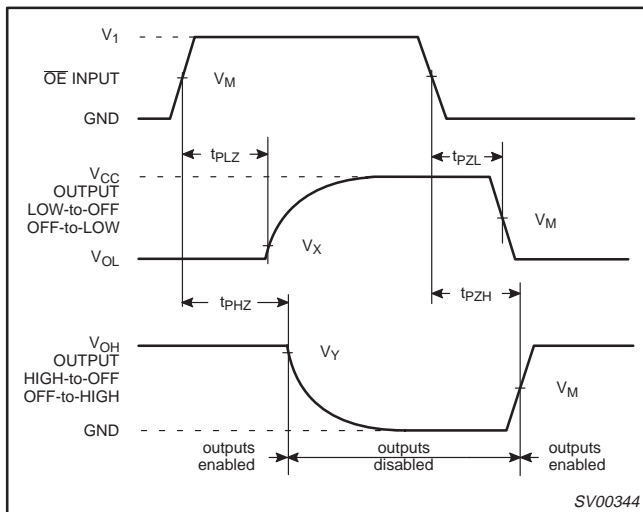 V1
OE INPUT
VM
GND
tPLZ
tPZL
VCC
OUTPUT
LOW-to-OFF
OFF-to-LOW
VM
VX
VOL
tPHZ
tPZH
VOH
OUTPUT
HIGH-to-OFF
OFF-to-HIGH
VY
VM
GND
outputs
enabled
outputs
disabled
outputs
enabled
SV00344